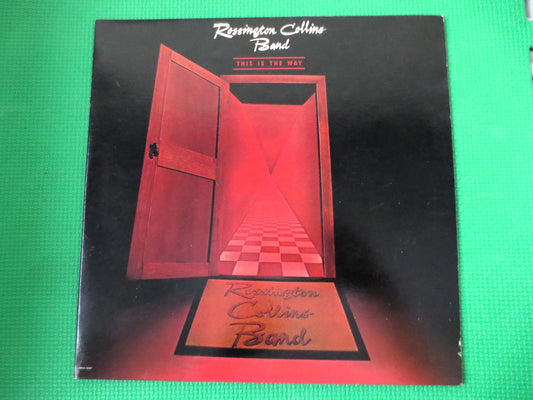 Rossington Collins
Band
THIS IS THE WAY
Rossington
Collins
Band